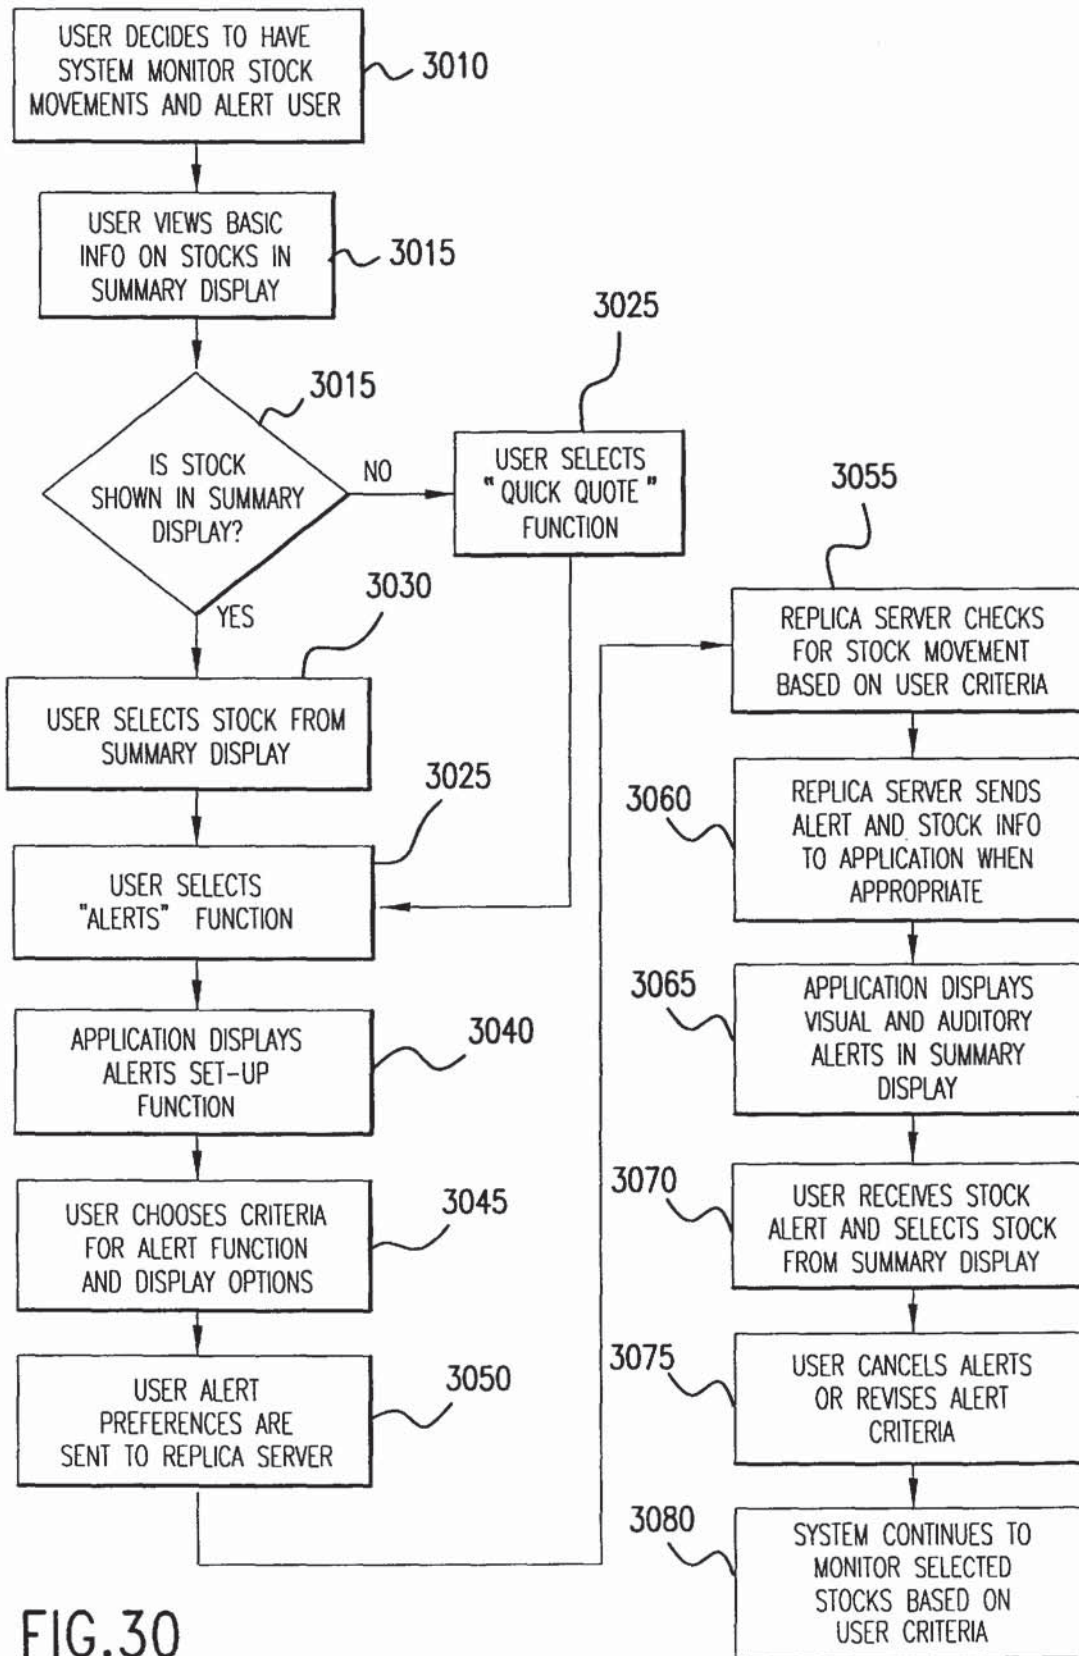 USER DECIDES TO HAVE
SYSTEM MONITOR STOCK
MOVEMENTS AND ALERT USER
3010
USER VIEWS BASIC
INFO ON STOCKS IN
SUMMARY DISPLAY
3015
3015
IS STOCK
SHOWN IN SUMMARY
DISPLAY?
NO
YES
3025
USER SELECTS
"QUICK QUOTE"
FUNCTION
3030
USER SELECTS STOCK FROM
SUMMARY DISPLAY
3025
USER SELECTS
"ALERTS" FUNCTION
APPLICATION DISPLAYS
ALERTS SET-UP
FUNCTION
3040
USER CHOOSES CRITERIA
FOR ALERT FUNCTION
AND DISPLAY OPTIONS
3045
USER ALERT
PREFERENCES ARE
SENT TO REPLICA SERVER
3050
3055
REPLICA SERVER CHECKS
FOR STOCK MOVEMENT
BASED ON USER CRITERIA
3060
REPLICA SERVER SENDS
ALERT AND STOCK INFO
TO APPLICATION WHEN
APPROPRIATE
3065
APPLICATION DISPLAYS
VISUAL AND AUDITORY
ALERTS IN SUMMARY
DISPLAY
3070
USER RECEIVES STOCK
ALERT AND SELECTS STOCK
FROM SUMMARY DISPLAY
3075
USER CANCELS ALERTS
OR REVISES ALERT
CRITERIA
3080
SYSTEM CONTINUES TO
MONITOR SELECTED
STOCKS BASED ON
USER CRITERIA
FIG.30